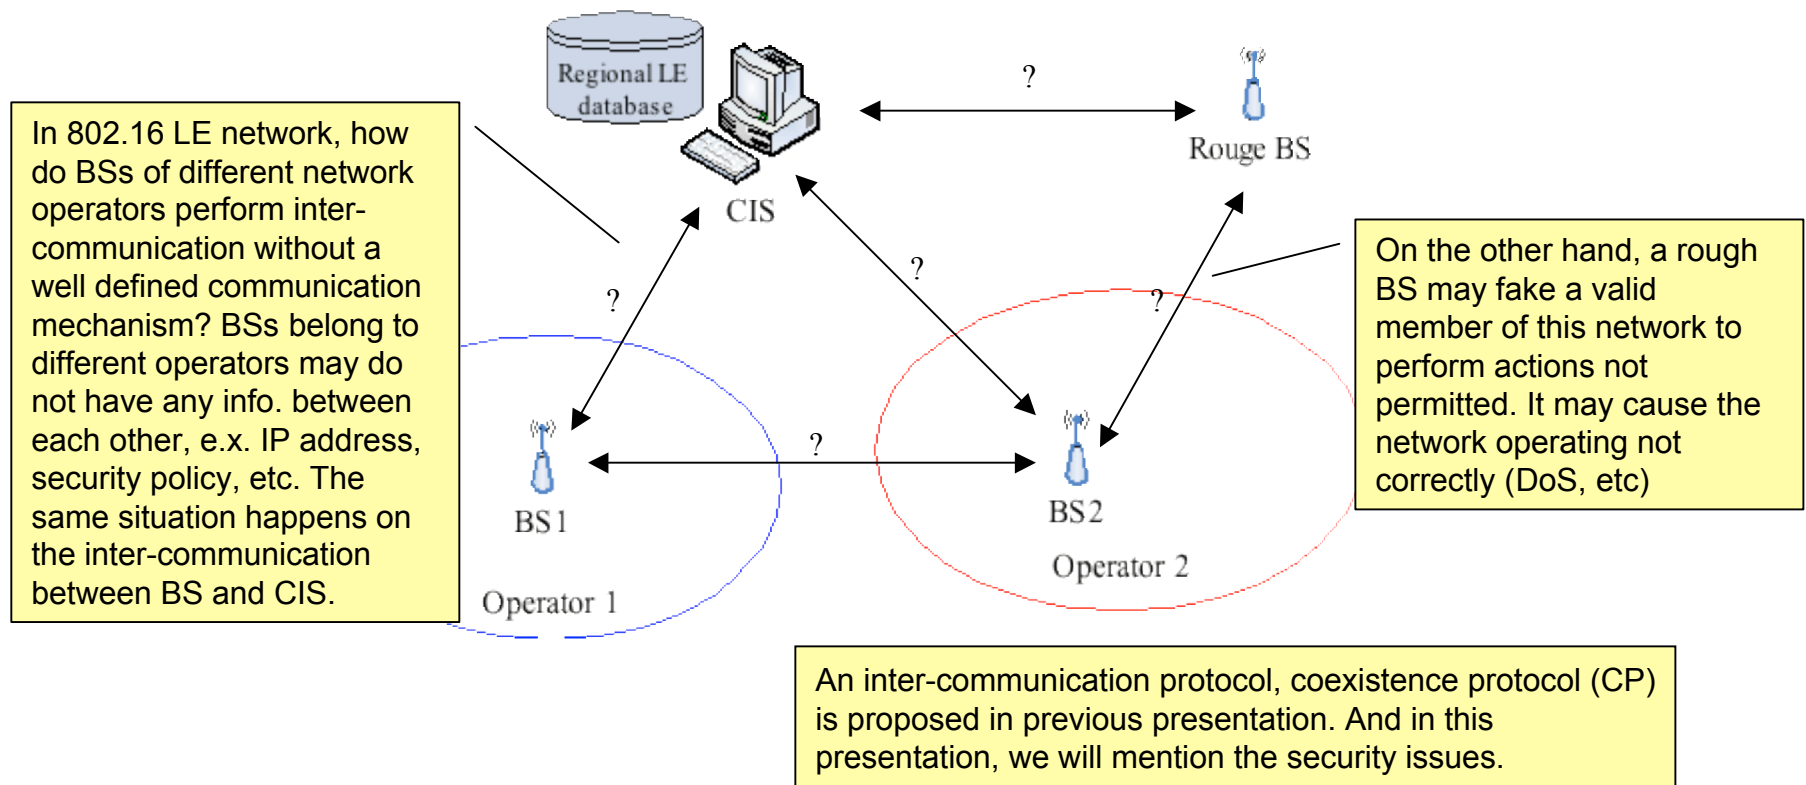 Regional LE
database
CIS
?
Rouge BS
In 802.16 LE network, how
do BSs of different network
operators perform inter-
communication without a
well defined communication
mechanism? BSs belong to
different operators may do
not have any info. between
each other, e.x. IP address,
security policy, etc. The
same situation happens on
the inter-communication
between BS and CIS.
?
?
?
On the other hand, a rough
BS may fake a valid
member of this network to
perform actions not
permitted. It may cause the
network operating not
correctly (DoS, etc)
?
BS1
BS2
Operator 1
Operator 2
An inter-communication protocol, coexistence protocol (CP)
is proposed in previous presentation. And in this
presentation, we will mention the security issues.